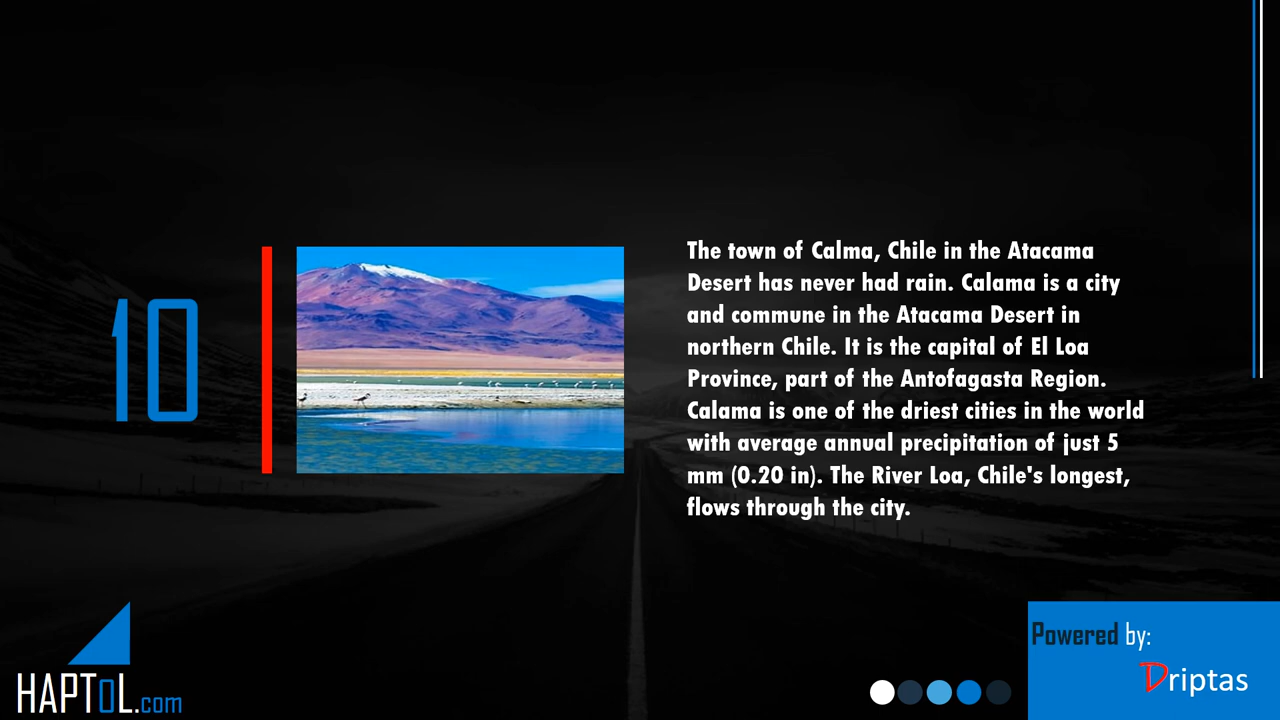 10
The town of Calma, Chile in the Atacama
Desert has never had rain. Calama is a city
and commune in the Atacama Desert in
northern Chile. It is the capital of El Loa
Province, part of the Antofagasta Region.
Calama is one of the driest cities in the world
with average annual precipitation of just 5
mm (0.20 in). The River Loa, Chile's longest,
flows through the city.
HAPTOL.com
Powered by:
Driptas